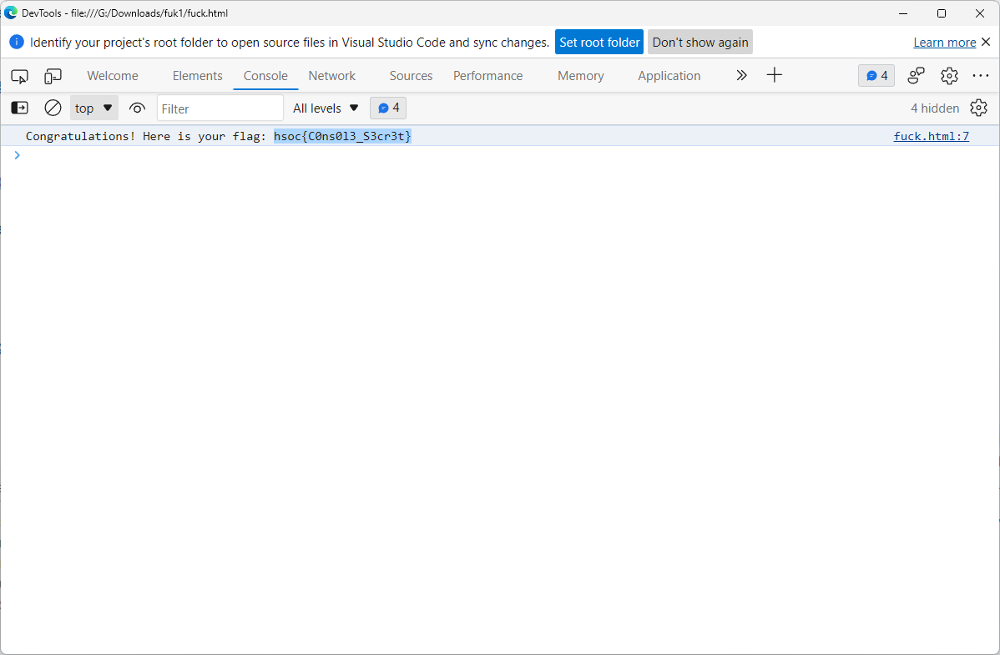 DevTools - file:///G:/Downloads/fuk1/fuck.html
Identify your project's root folder to open source files in Visual Studio Code and sync changes. Set root folder Don't show again Learn more
Welcome Elements Console Network Sources Performance Memory Application 4
top Filter All levels 4 4 hidden
Congratulations! Here is your flag: hsoc{C0ns0l3_S3cr3t} fuck.html:7